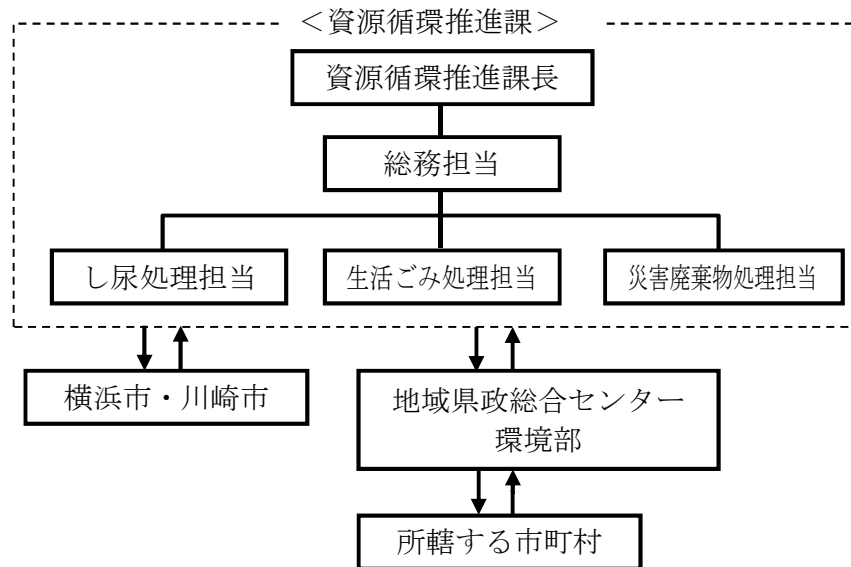 ＜資源循環推進課＞
資源循環推進課長
総務担当
し尿処理担当
生活ごみ処理担当
災害廃棄物処理担当
横浜市・川崎市
地域県政総合センター
環境部
所轄する市町村